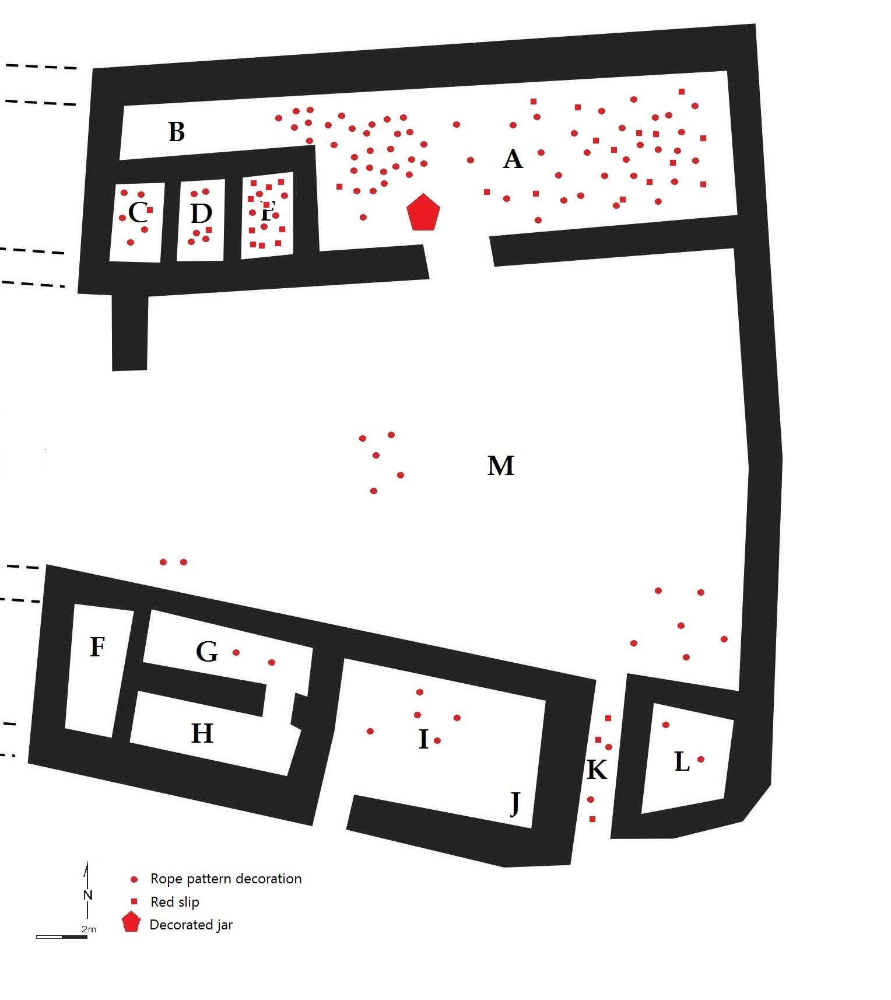 B
A
C
D
E
M
F
G
H
I
J
K
L
N
2m
Rope pattern decoration
Red slip
Decorated jar